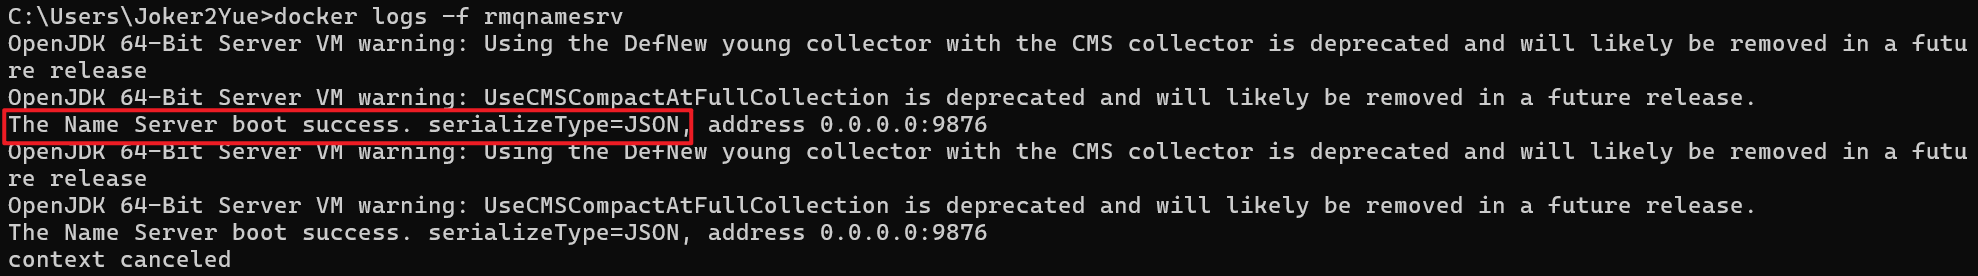 C:\Users\Joker2Yue>docker logs -f rmqnamesrv
OpenJDK 64-Bit Server VM warning: Using the DefNew young collector with the CMS collector is deprecated and will likely be removed in a futu
re release
OpenJDK 64-Bit Server VM warning: UseCMSCompactAtFullCollection is deprecated and will likely be removed in a future release.
The Name Server boot success. serializeType=JSON, address 0.0.0.0:9876
OpenJDK 64-Bit Server VM warning: Using the DefNew young collector with the CMS collector is deprecated and will likely be removed in a futu
re release
OpenJDK 64-Bit Server VM warning: UseCMSCompactAtFullCollection is deprecated and will likely be removed in a future release.
The Name Server boot success. serializeType=JSON, address 0.0.0.0:9876
context canceled